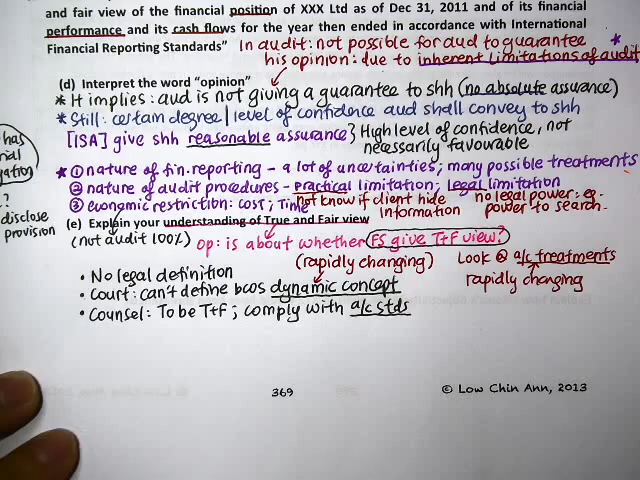 and fair view of the financial position of XXX Ltd as of Dec 31, 2011 and of its financial
performance and its cash flows for the year then ended in accordance with International
Financial Reporting Standards" In audit: not possible for aud to guarantee *
his opinion: due to inherent limitations of audit
(d) Interpret the word "opinion"
* It implies: aud is not giving a guarantee to shh (no absolute assurance)
* Still: certain degree / level of confidence aud shall convey to shh
[ISA] give shh reasonable assurance} High level of confidence, not
necessarily favourable
has
* ① nature of fin. reporting - a lot of uncertainties; many possible treatments
② nature of audit procedures - practical limitation; legal limitation
③ economic restriction: cost; time
not know if client hide
information
no legal power: eg.
power to search.
?
disclose
provision
(e) Explain your understanding of True and Fair view
(not audit 100%) op: is about whether FS give T+F view?
(rapidly changing)
Look @ a/c treatments
rapidly changing
• No legal definition
• court: can't define bcos dynamic concept
• Counsel: To be T+F; comply with a/c stds
369
© Low Chin Ann, 2013